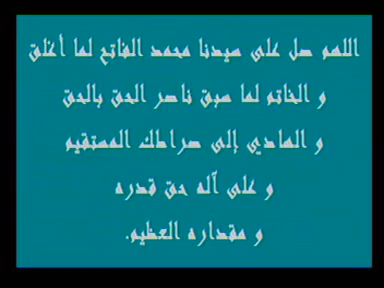 اللهم صل على سيدنا محمد الفاتح لما أغلق
و الخاتم لما سبق ناصر الحق بالحق
و الهادي إلى صراطك المستقيم
و على آله حق قدره
و مقداره العظيم.